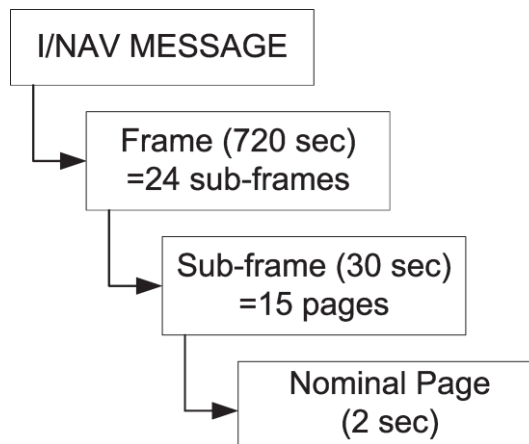 I/NAV MESSAGE
Frame (720 sec)
=24 sub-frames
Sub-frame (30 sec)
=15 pages
Nominal Page
(2 sec)